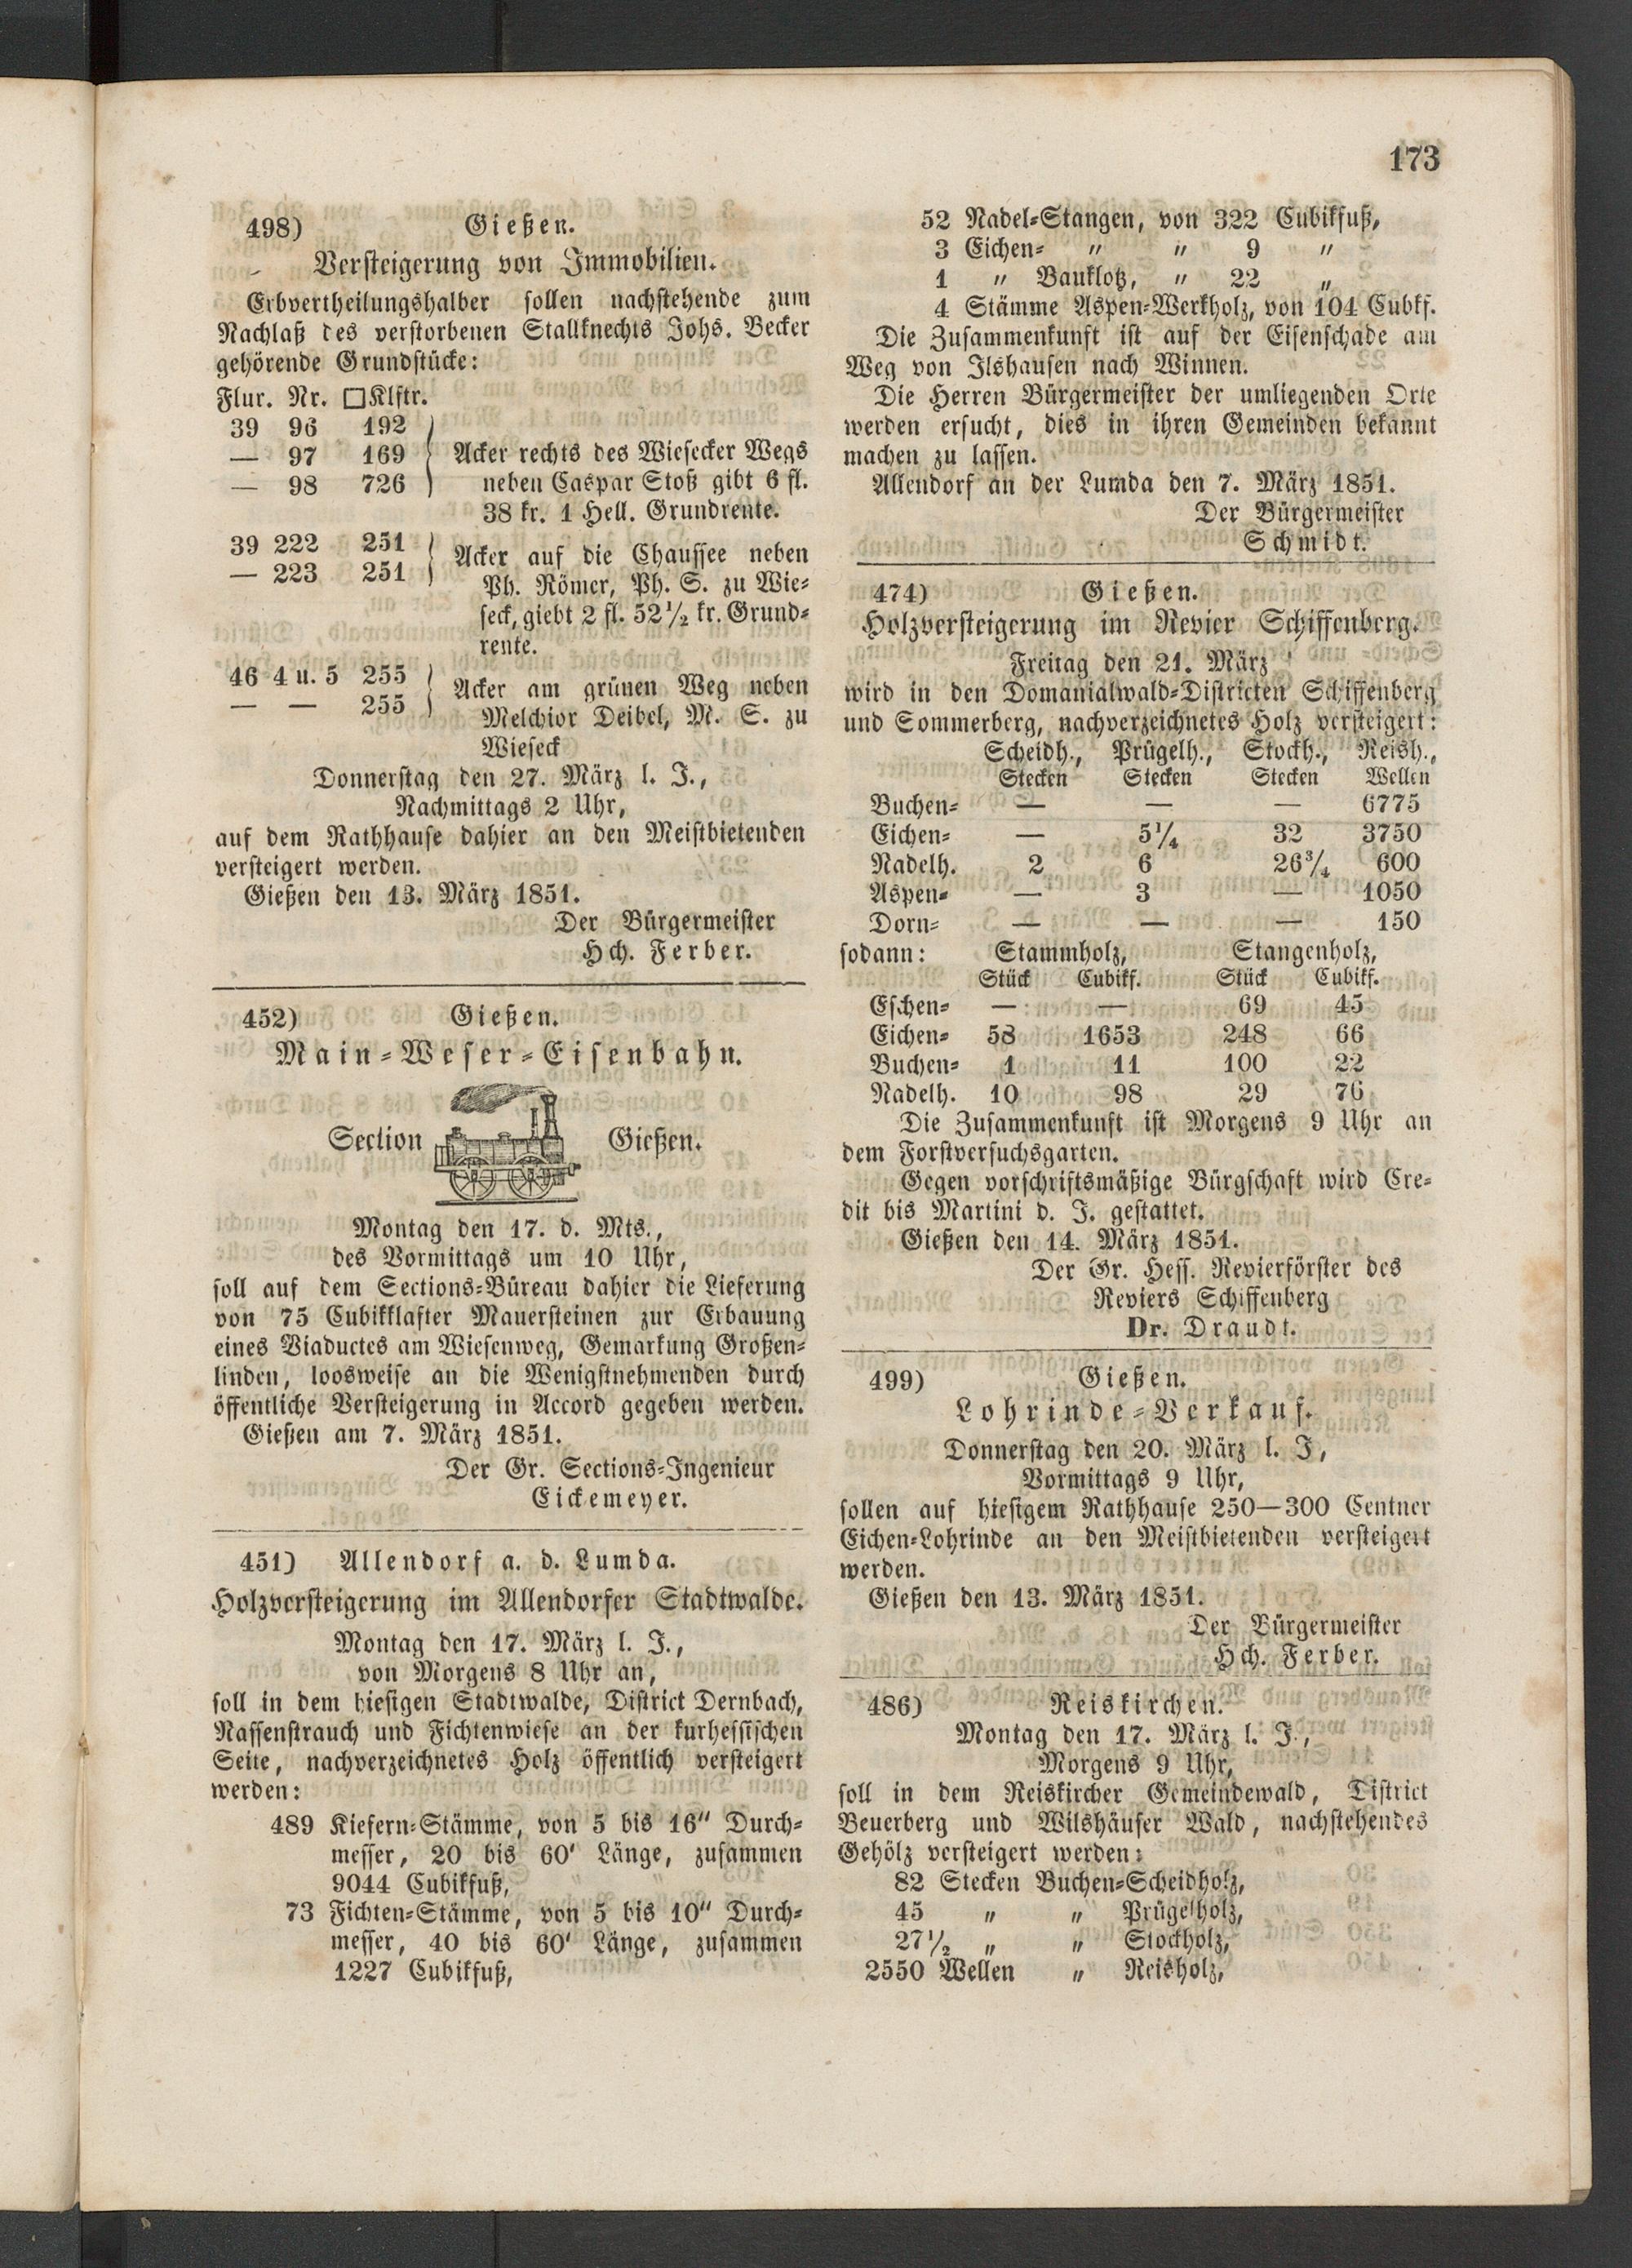 173
498) Gießen.
Versteigerung von Immobilien.
Erbvertheilungshalber sollen nachstehende zum
Nachlaß des verstorbenen Stallknechts Johs. Becker
gehörende Grundstücke:
Flur. Nr. □Klftr.
39 96 192
— 97 169 Acker rechts des Wiesecker Wegs
— 98 726 neben Caspar Stoß gibt 6 fl.
38 kr. 1 Hell. Grundrente.
39 222 251 Acker auf die Chaussee neben
— 223 251 Ph. Römer, Ph. S. zu Wie-
seck, giebt 2 fl. 52½ kr. Grund-
rente.
46 4 u. 5 255 Acker am grünen Weg neben
— — 255 Melchior Deibel, M. S. zu
Wieseck
Donnerstag den 27. März l. J.,
Nachmittags 2 Uhr,
auf dem Rathhause dahier an den Meistbietenden
versteigert werden.
Gießen den 13. März 1851.
Der Bürgermeister
Hch. Ferber.
452) Gießen.
Main-Weser-Eisenbahn.
Section Gießen.
Montag den 17. d. Mts.,
des Vormittags um 10 Uhr,
soll auf dem Sections-Büreau dahier die Lieferung
von 75 Cubikklafter Mauersteinen zur Erbauung
eines Viaductes am Wiesenweg, Gemarkung Großen-
linden, loosweise an die Wenigstnehmenden durch
öffentliche Versteigerung in Accord gegeben werden.
Gießen am 7. März 1851.
Der Gr. Sections-Ingenieur
Eickemeyer.
451) Allendorf a. d. Lumda.
Holzversteigerung im Allendorfer Stadtwalde.
Montag den 17. März l. J.,
von Morgens 8 Uhr an,
soll in dem hiesigen Stadtwalde, District Dernbach,
Nassenstrauch und Fichtenwiese an der kurhessischen
Seite, nachverzeichnetes Holz öffentlich versteigert
werden:
489 Kiefern-Stämme, von 5 bis 16" Durch-
messer, 20 bis 60' Länge, zusammen
9044 Cubikfuß,
73 Fichten-Stämme, von 5 bis 10" Durch-
messer, 40 bis 60' Länge, zusammen
1227 Cubikfuß,
52 Nadel-Stangen, von 322 Cubikfuß,
3 Eichen- " " 9 "
1 " Bauklotz, " 22 "
4 Stämme Aspen-Werkholz, von 104 Cubkf.
Die Zusammenkunft ist auf der Eisenschade am
Weg von Ilshausen nach Winnen.
Die Herren Bürgermeister der umliegenden Orte
werden ersucht, dies in ihren Gemeinden bekannt
machen zu lassen.
Allendorf an der Lumda den 7. März 1851.
Der Bürgermeister
Schmidt.
474) Gießen.
Holzversteigerung im Revier Schiffenberg.
Freitag den 21. März
wird in den Domanialwald-Districten Schiffenberg
und Sommerberg, nachverzeichnetes Holz versteigert:
Scheidh., Prügelh., Stockh., Reish.,
Stecken Stecken Stecken Wellen
Buchen- — — — 6775
Eichen- — 5¼ 32 3750
Nadelh. 2 6 26¾ 600
Aspen- — 3 — 1050
Dorn- — — — 150
sodann: Stammholz, Stangenholz,
Stück Cubikf. Stück Cubikf.
Eschen- — — 69 45
Eichen- 58 1653 248 66
Buchen- 1 11 100 22
Nadelh. 10 98 29 76
Die Zusammenkunft ist Morgens 9 Uhr an
dem Forstversuchsgarten.
Gegen vorschriftsmäßige Bürgschaft wird Cre-
dit bis Martini d. J. gestattet.
Gießen den 14. März 1851.
Der Gr. Hess. Revierförster des
Reviers Schiffenberg
Dr. Draudt.
499) Gießen.
Lohrinde-Verkauf.
Donnerstag den 20. März l. J,
Vormittags 9 Uhr,
sollen auf hiesigem Rathhause 250—300 Centner
Eichen-Lohrinde an den Meistbietenden versteigert
werden.
Gießen den 13. März 1851.
Der Bürgermeister
Hch. Ferber.
486) Reiskirchen.
Montag den 17. März l. J.,
Morgens 9 Uhr,
soll in dem Reiskircher Gemeindewald, District
Beuerberg und Wilshäuser Wald, nachstehendes
Gehölz versteigert werden:
82 Stecken Buchen-Scheidholz,
45 " " Prügelholz,
27½ " " Stockholz,
2550 Wellen " Reisholz,